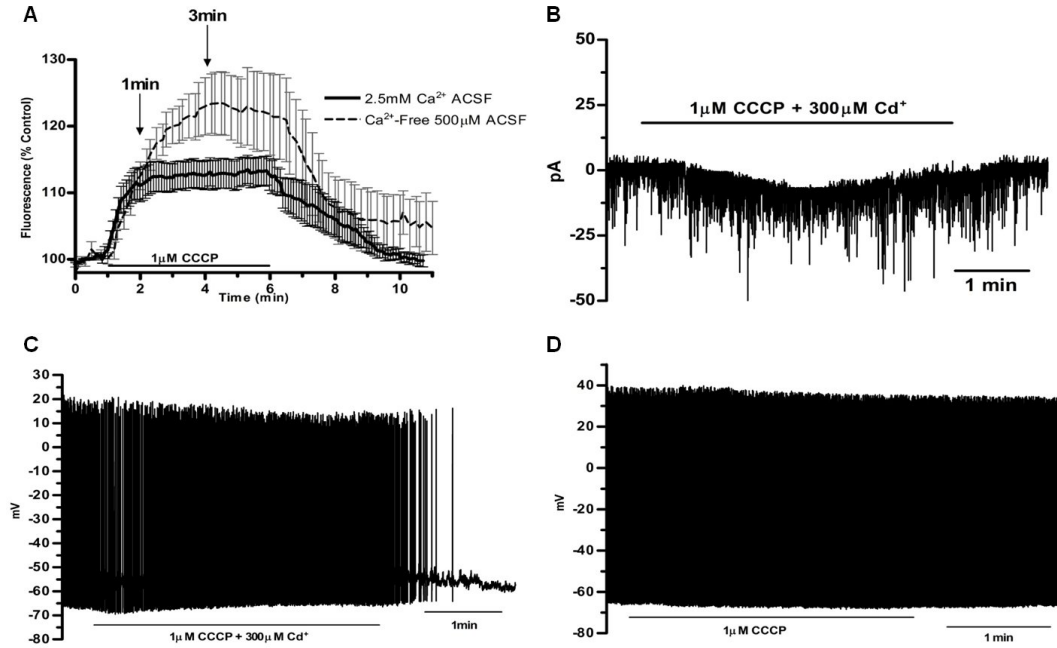 A
3min
1min
130
120
110
100
Fluorescence (% Control)
2.5mM Ca²⁺ ACSF
Ca²⁺-Free 500µM ACSF
1µM CCCP
0 2 4 6 8 10
Time (min)
B
50
25
0
-25
-50
pA
1µM CCCP + 300µM Cd⁺
1 min
C
30
20
10
0
-10
-20
-30
-40
-50
-60
-70
-80
mV
1µM CCCP + 300µM Cd⁺
1min
D
40
20
0
-20
-40
-60
-80
mV
1µM CCCP
1 min